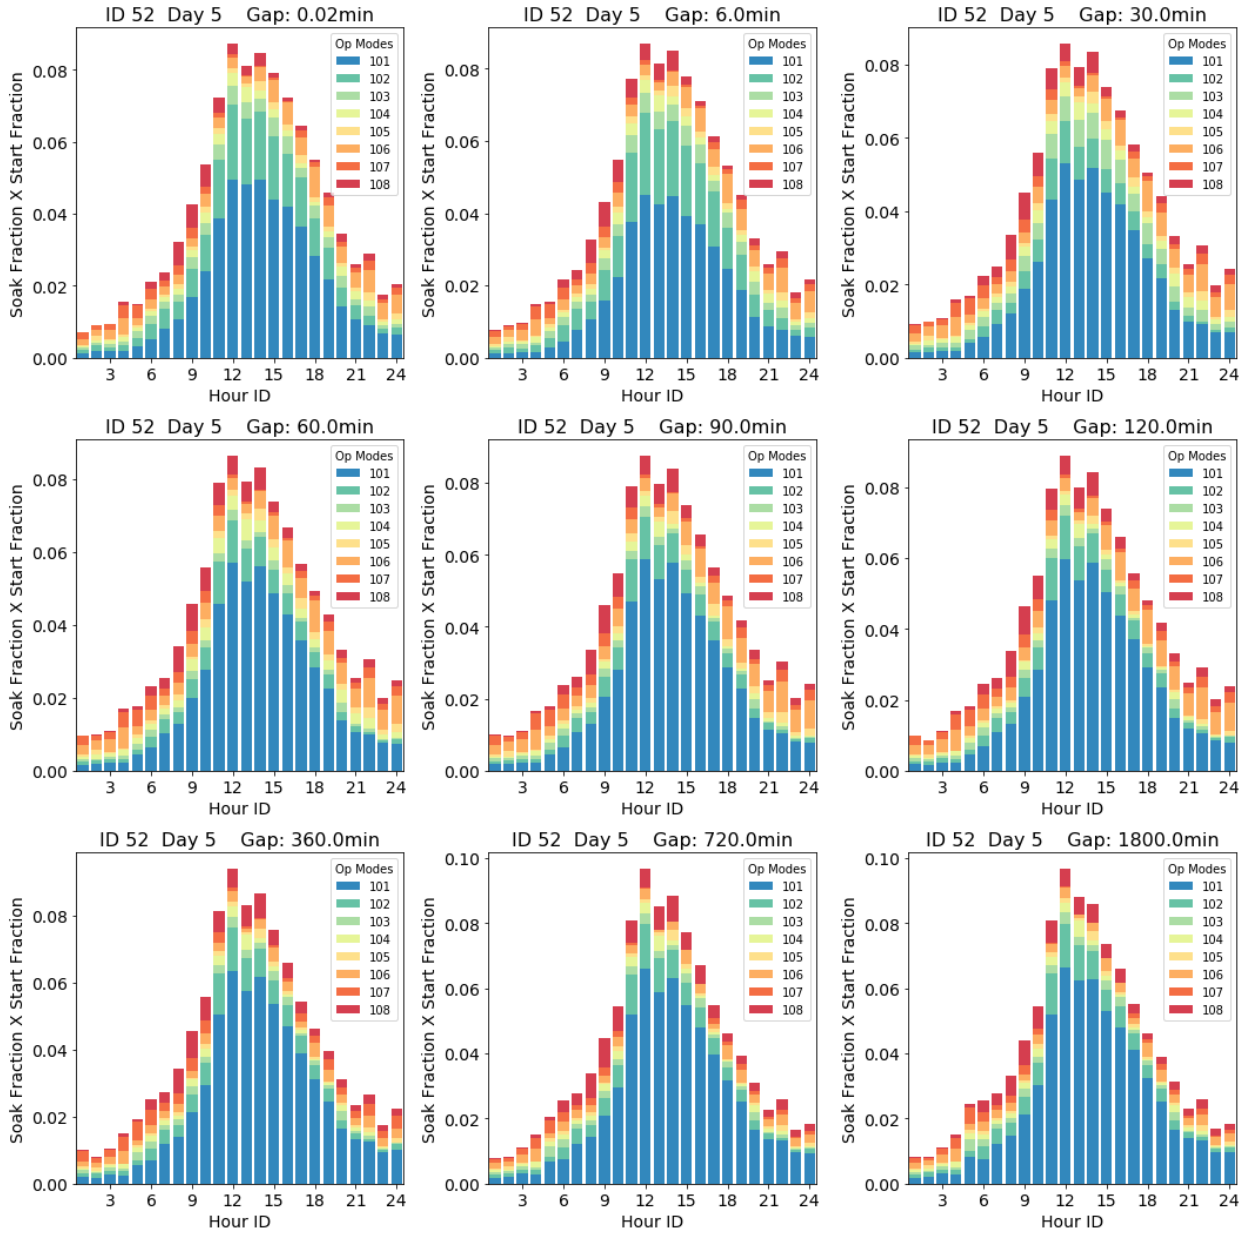 ID 52  Day 5    Gap: 0.02min
Soak Fraction X Start Fraction
0.08
0.06
0.04
0.02
0.00
Op Modes
101
102
103
104
105
106
107
108
3 6 9 12 15 18 21 24
Hour ID
ID 52  Day 5    Gap: 6.0min
Soak Fraction X Start Fraction
0.08
0.06
0.04
0.02
0.00
Op Modes
101
102
103
104
105
106
107
108
3 6 9 12 15 18 21 24
Hour ID
ID 52  Day 5    Gap: 30.0min
Soak Fraction X Start Fraction
0.08
0.06
0.04
0.02
0.00
Op Modes
101
102
103
104
105
106
107
108
3 6 9 12 15 18 21 24
Hour ID
ID 52  Day 5    Gap: 60.0min
Soak Fraction X Start Fraction
0.08
0.06
0.04
0.02
0.00
Op Modes
101
102
103
104
105
106
107
108
3 6 9 12 15 18 21 24
Hour ID
ID 52  Day 5    Gap: 90.0min
Soak Fraction X Start Fraction
0.08
0.06
0.04
0.02
0.00
Op Modes
101
102
103
104
105
106
107
108
3 6 9 12 15 18 21 24
Hour ID
ID 52  Day 5    Gap: 120.0min
Soak Fraction X Start Fraction
0.08
0.06
0.04
0.02
0.00
Op Modes
101
102
103
104
105
106
107
108
3 6 9 12 15 18 21 24
Hour ID
ID 52  Day 5    Gap: 360.0min
Soak Fraction X Start Fraction
0.08
0.06
0.04
0.02
0.00
Op Modes
101
102
103
104
105
106
107
108
3 6 9 12 15 18 21 24
Hour ID
ID 52  Day 5    Gap: 720.0min
Soak Fraction X Start Fraction
0.10
0.08
0.06
0.04
0.02
0.00
Op Modes
101
102
103
104
105
106
107
108
3 6 9 12 15 18 21 24
Hour ID
ID 52  Day 5    Gap: 1800.0min
Soak Fraction X Start Fraction
0.10
0.08
0.06
0.04
0.02
0.00
Op Modes
101
102
103
104
105
106
107
108
3 6 9 12 15 18 21 24
Hour ID